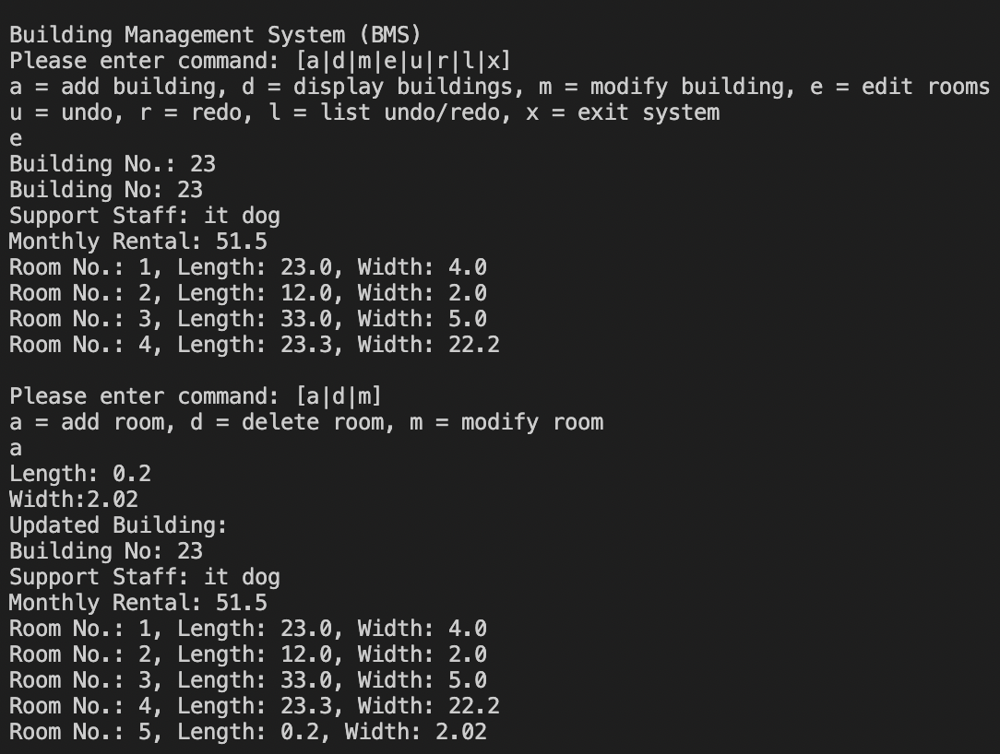 Building Management System (BMS)
Please enter command: [a|d|m|e|u|r|l|x]
a = add building, d = display buildings, m = modify building, e = edit rooms
u = undo, r = redo, l = list undo/redo, x = exit system
e
Building No.: 23
Building No: 23
Support Staff: it dog
Monthly Rental: 51.5
Room No.: 1, Length: 23.0, Width: 4.0
Room No.: 2, Length: 12.0, Width: 2.0
Room No.: 3, Length: 33.0, Width: 5.0
Room No.: 4, Length: 23.3, Width: 22.2
Please enter command: [a|d|m]
a = add room, d = delete room, m = modify room
a
Length: 0.2
Width:2.02
Updated Building:
Building No: 23
Support Staff: it dog
Monthly Rental: 51.5
Room No.: 1, Length: 23.0, Width: 4.0
Room No.: 2, Length: 12.0, Width: 2.0
Room No.: 3, Length: 33.0, Width: 5.0
Room No.: 4, Length: 23.3, Width: 22.2
Room No.: 5, Length: 0.2, Width: 2.02